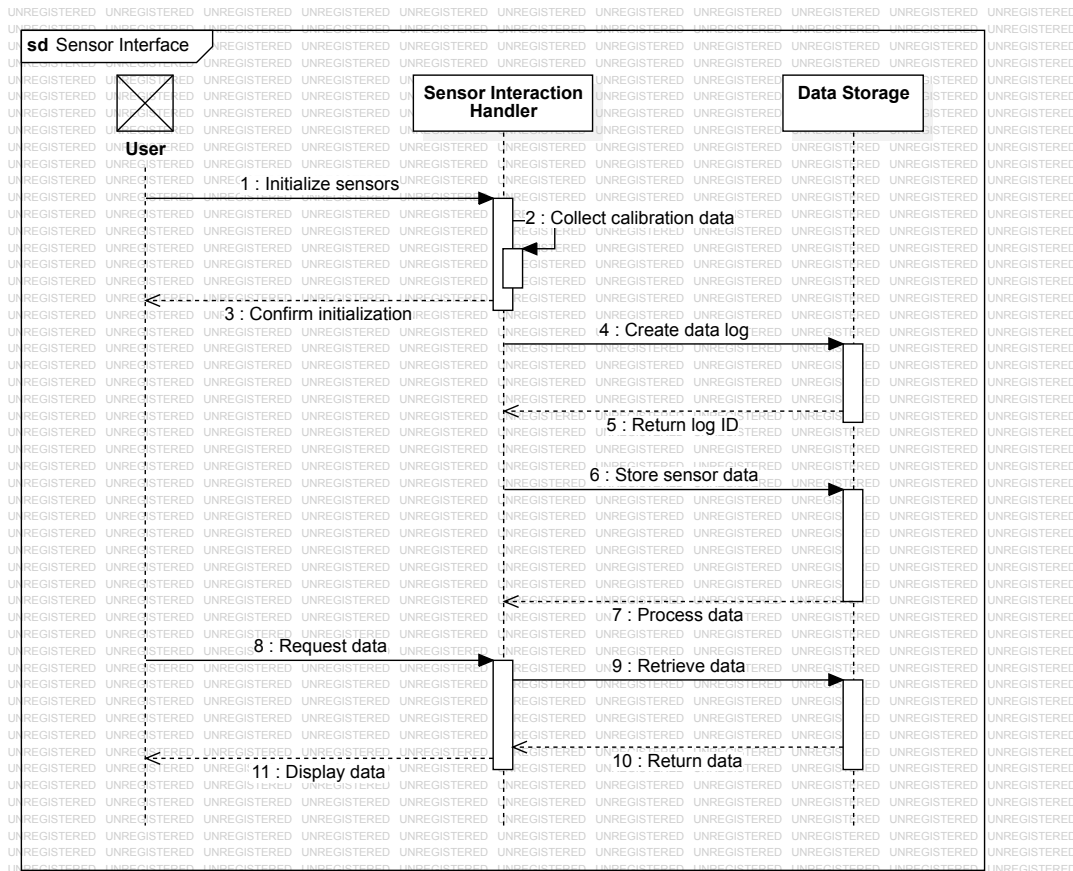 sd Sensor Interface
User
Sensor Interaction
Handler
Data Storage
1 : Initialize sensors
2 : Collect calibration data
3 : Confirm initialization
4 : Create data log
5 : Return log ID
6 : Store sensor data
7 : Process data
8 : Request data
9 : Retrieve data
10 : Return data
11 : Display data
UNREGISTERED